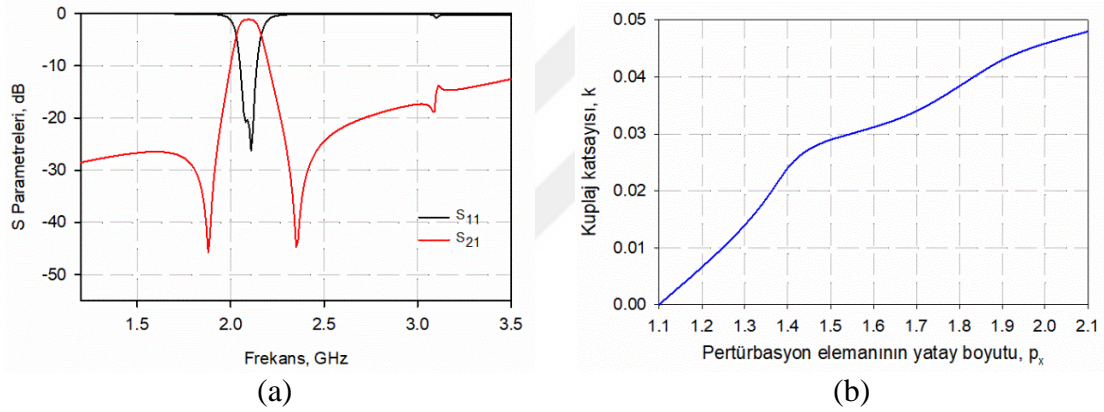 0
-10
-20
-30
-40
-50
S Parametreleri, dB
S11
S21
1.5 2.0 2.5 3.0 3.5
Frekans, GHz
(a)
0.05
0.04
0.03
0.02
0.01
0.00
Kuplaj katsayısı, k
1.1 1.2 1.3 1.4 1.5 1.6 1.7 1.8 1.9 2.0 2.1
Pertürbasyon elemanının yatay boyutu, px
(b)